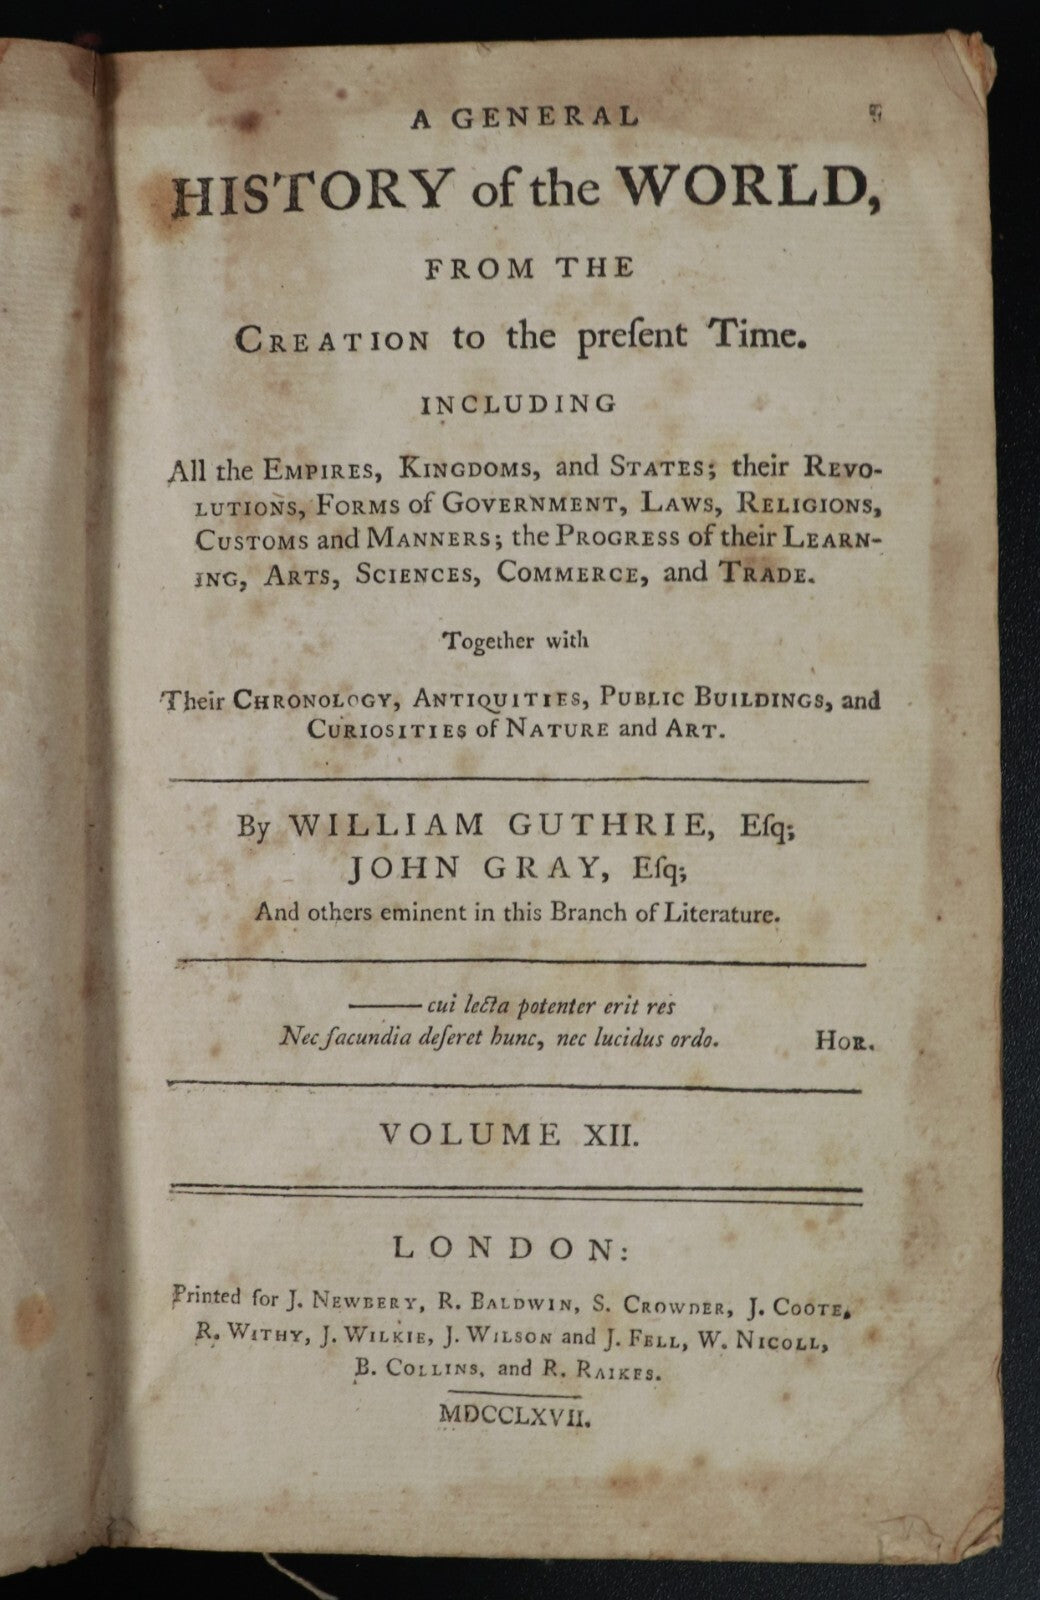 A GENERAL
HISTORY of the WORLD,
FROM THE
CREATION to the preſent Time.
INCLUDING
All the EMPIRES, KINGDOMS, and STATES; their REVO-
LUTIONS, FORMS of GOVERNMENT, LAWS, RELIGIONS,
CUSTOMS and MANNERS; the PROGRESS of their LEARN-
ING, ARTS, SCIENCES, COMMERCE, and TRADE.
Together with
Their CHRONOLOGY, ANTIQUITIES, PUBLIC BUILDINGS, and
CURIOSITIES of NATURE and ART.
By WILLIAM GUTHRIE, Eſq;
JOHN GRAY, Eſq;
And others eminent in this Branch of Literature.
——— cui lecta potenter erit res
Nec facundia deſeret hunc, nec lucidus ordo. HOR.
VOLUME XII.
LONDON:
Printed for J. NEWBERY, R. BALDWIN, S. CROWDER, J. COOTE,
R. WITHY, J. WILKIE, J. WILSON and J. FELL, W. NICOLL,
B. COLLINS, and R. RAIKES.
MDCCLXVII.